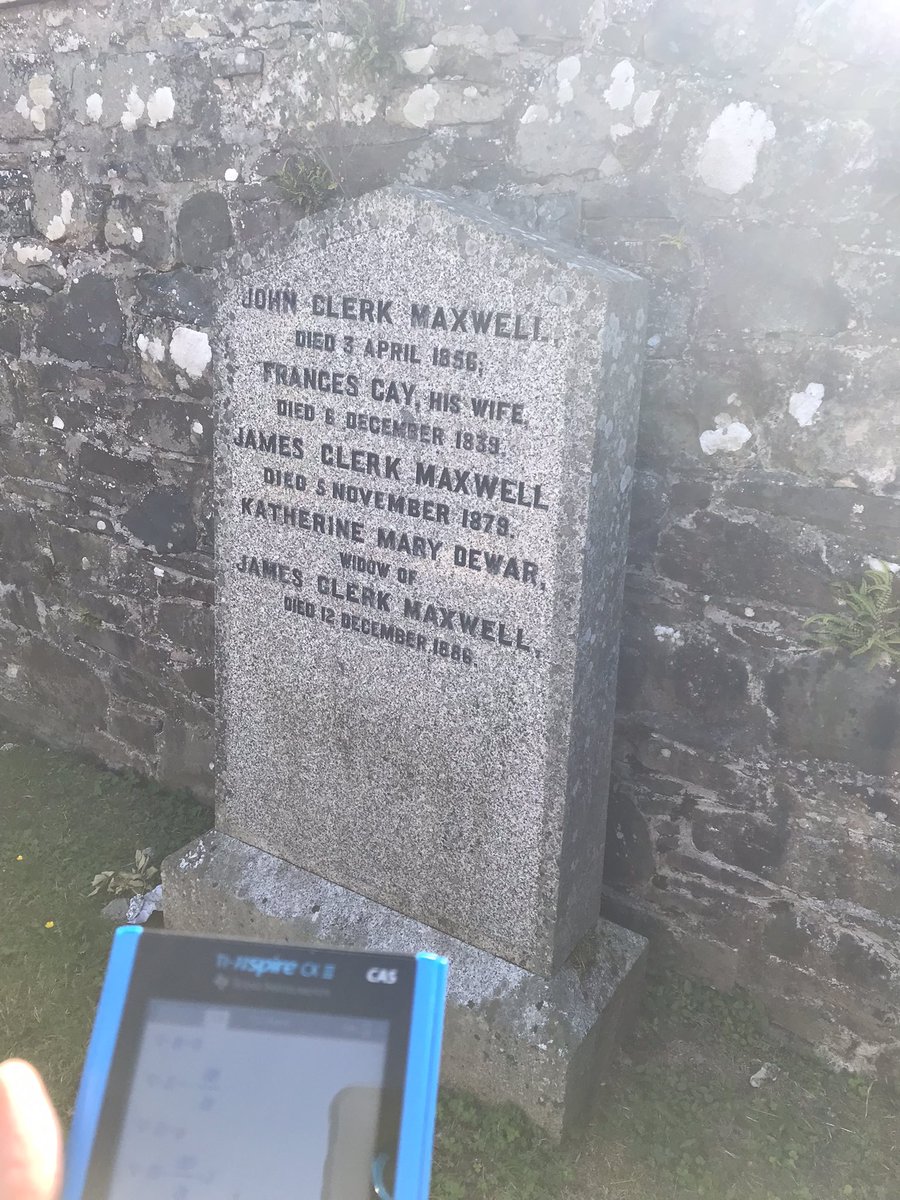 JOHN CLERK MAXWELL,
DIED 3 APRIL 1856;
FRANCES CAY, HIS WIFE,
DIED 6 DECEMBER 1839.
JAMES CLERK MAXWELL
DIED 5 NOVEMBER 1879.
KATHERINE MARY DEWAR,
WIDOW OF
JAMES CLERK MAXWELL,
DIED 12 DECEMBER 1886.
TI-nspire CX II CAS